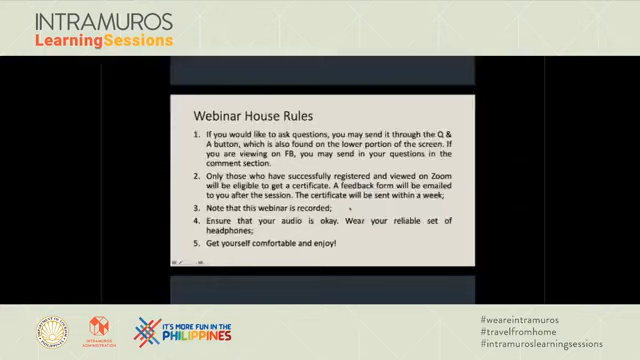 INTRAMUROS
LearningSessions
Webinar House Rules
1. If you would like to ask questions, you may send it through the Q &
A button, which is also found on the lower portion of the screen. If
you are viewing on FB, you may send in your questions in the
comment section.
2. Only those who have successfully registered and viewed on Zoom
will be eligible to get a certificate. A feedback form will be emailed
to you after the session. The certificate will be sent within a week;
3. Note that this webinar is recorded;
4. Ensure that your audio is okay. Wear your reliable set of
headphones;
5. Get yourself comfortable and enjoy!
INTRAMUROS
ADMINISTRATION
IT'S MORE FUN IN THE
PHILIPPINES
#weareintramuros
#travelfromhome
#intramuroslearningsessions